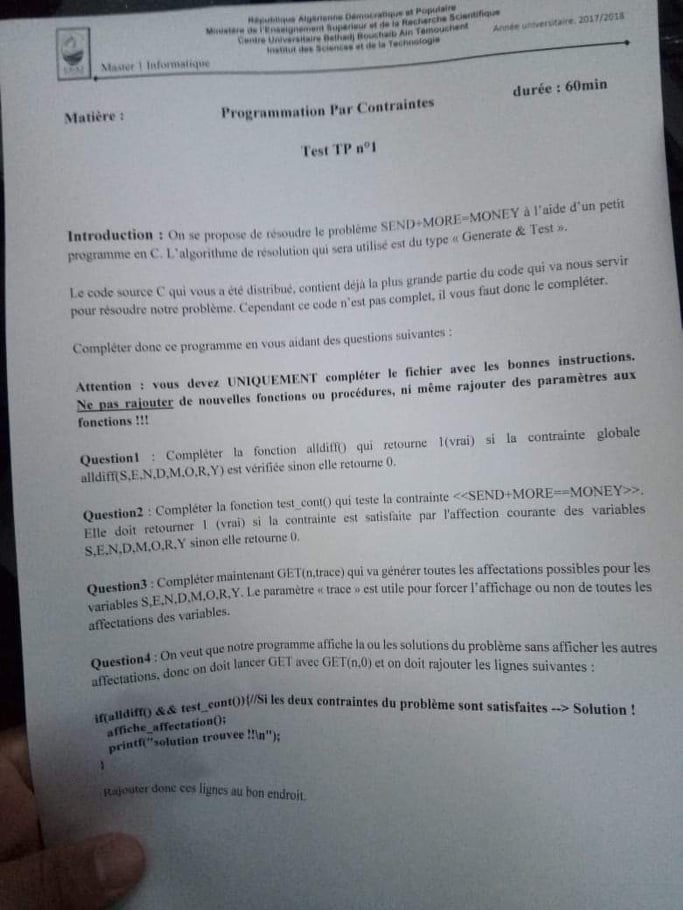 République Algérienne Démocratique et Populaire
Ministère de l'Enseignement Supérieur et de la Recherche Scientifique
Centre Universitaire Belhadj Bouchaib Ain Temouchent
Institut des Sciences et de la Technologie
Année universitaire, 2017/2018
Master 1 Informatique
Matière :
Programmation Par Contraintes
durée : 60min
Test TP n°1
Introduction : On se propose de résoudre le problème SEND+MORE=MONEY à l'aide d'un petit
programme en C. L'algorithme de résolution qui sera utilisé est du type « Generate & Test ».
Le code source C qui vous a été distribué, contient déjà la plus grande partie du code qui va nous servir
pour résoudre notre problème. Cependant ce code n'est pas complet, il vous faut donc le compléter.
Compléter donc ce programme en vous aidant des questions suivantes :
Attention : vous devez UNIQUEMENT compléter le fichier avec les bonnes instructions.
Ne pas rajouter de nouvelles fonctions ou procédures, ni même rajouter des paramètres aux
fonctions !!!
Question1 : Compléter la fonction alldiff() qui retourne 1(vrai) si la contrainte globale
alldiff(S,E,N,D,M,O,R,Y) est vérifiée sinon elle retourne 0.
Question2 : Compléter la fonction test_cont() qui teste la contrainte <<SEND+MORE==MONEY>>.
Elle doit retourner 1 (vrai) si la contrainte est satisfaite par l'affection courante des variables
S,E,N,D,M,O,R,Y sinon elle retourne 0.
Question3 : Compléter maintenant GET(n,trace) qui va générer toutes les affectations possibles pour les
variables S,E,N,D,M,O,R,Y. Le paramètre « trace » est utile pour forcer l'affichage ou non de toutes les
affectations des variables.
Question4 : On veut que notre programme affiche la ou les solutions du problème sans afficher les autres
affectations, donc on doit lancer GET avec GET(n,0) et on doit rajouter les lignes suivantes :
if(alldiff() && test_cont()){//Si les deux contraintes du problème sont satisfaites --> Solution !
affiche_affectation();
printf("solution trouvee !!\n");
}
Rajouter donc ces lignes au bon endroit.